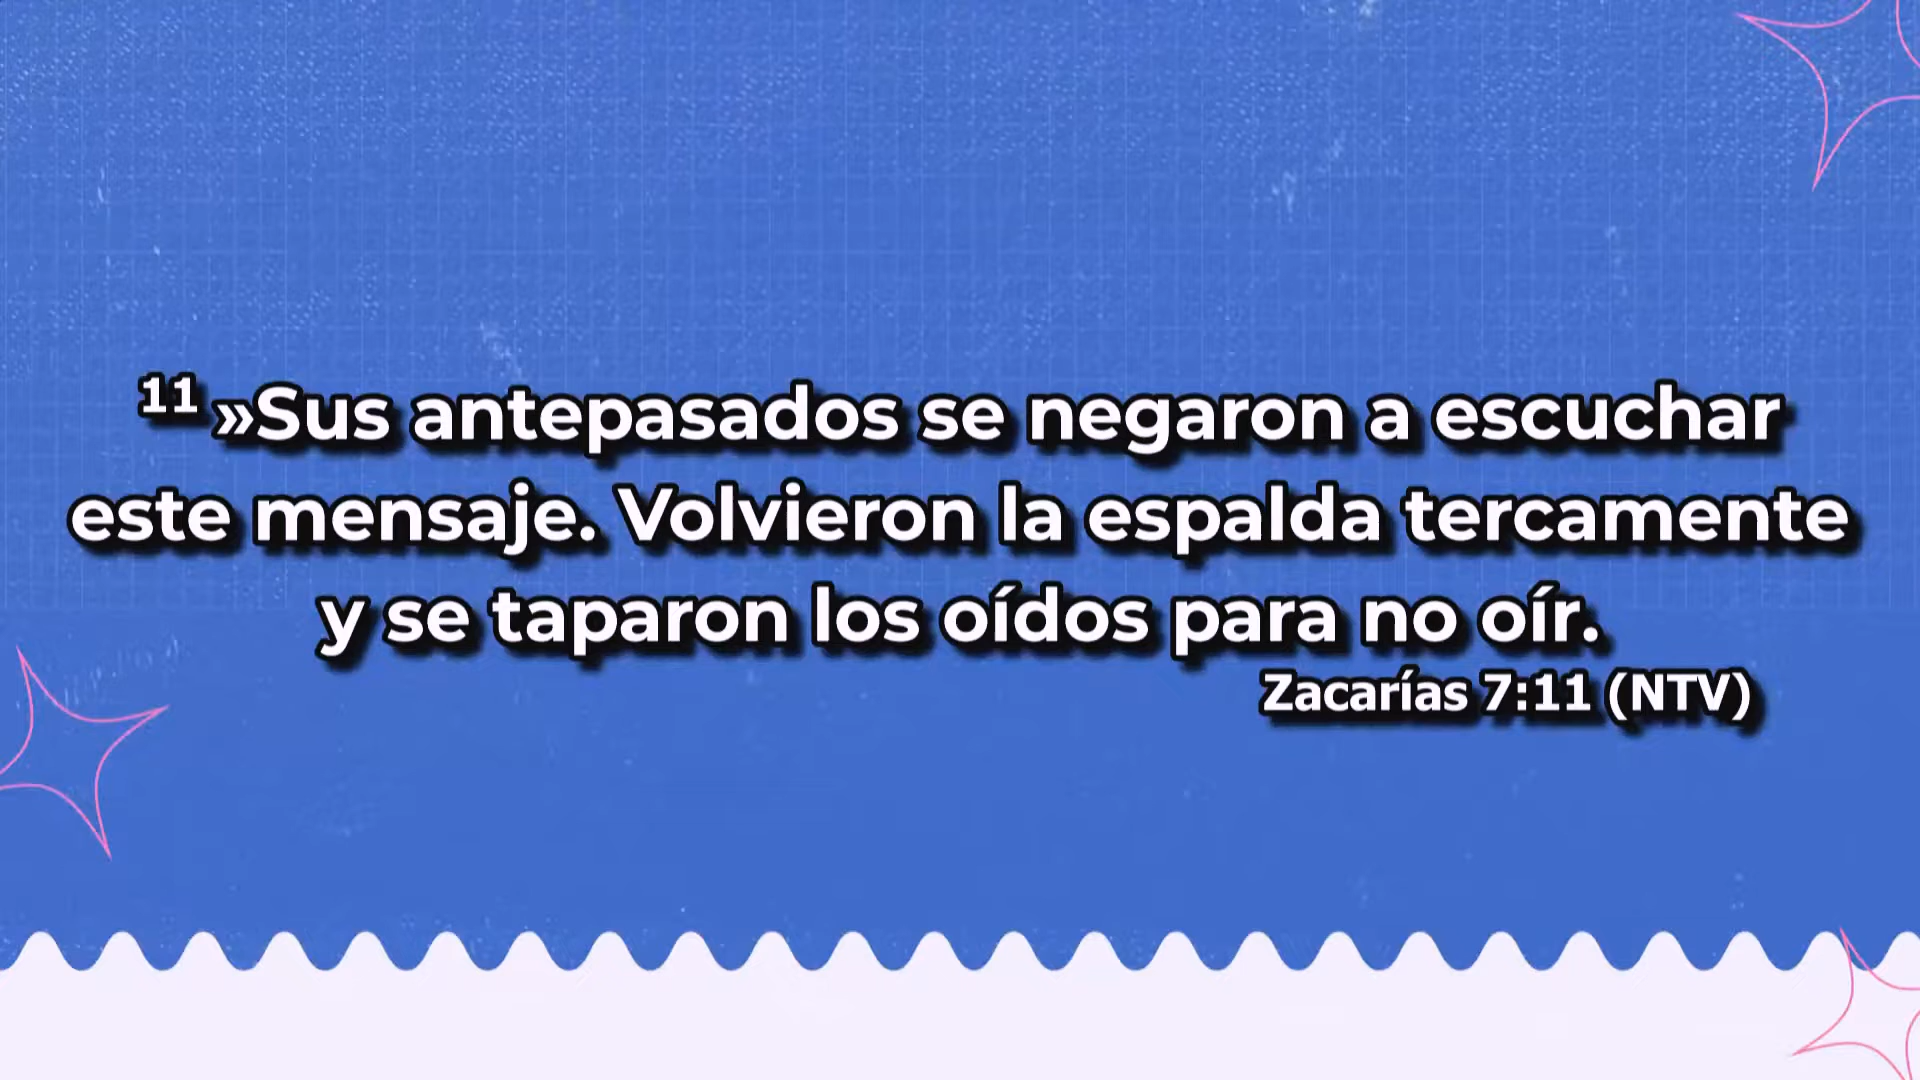 11 »Sus antepasados se negaron a escuchar
este mensaje. Volvieron la espalda tercamente
y se taparon los oídos para no oír.
Zacarías 7:11 (NTV)